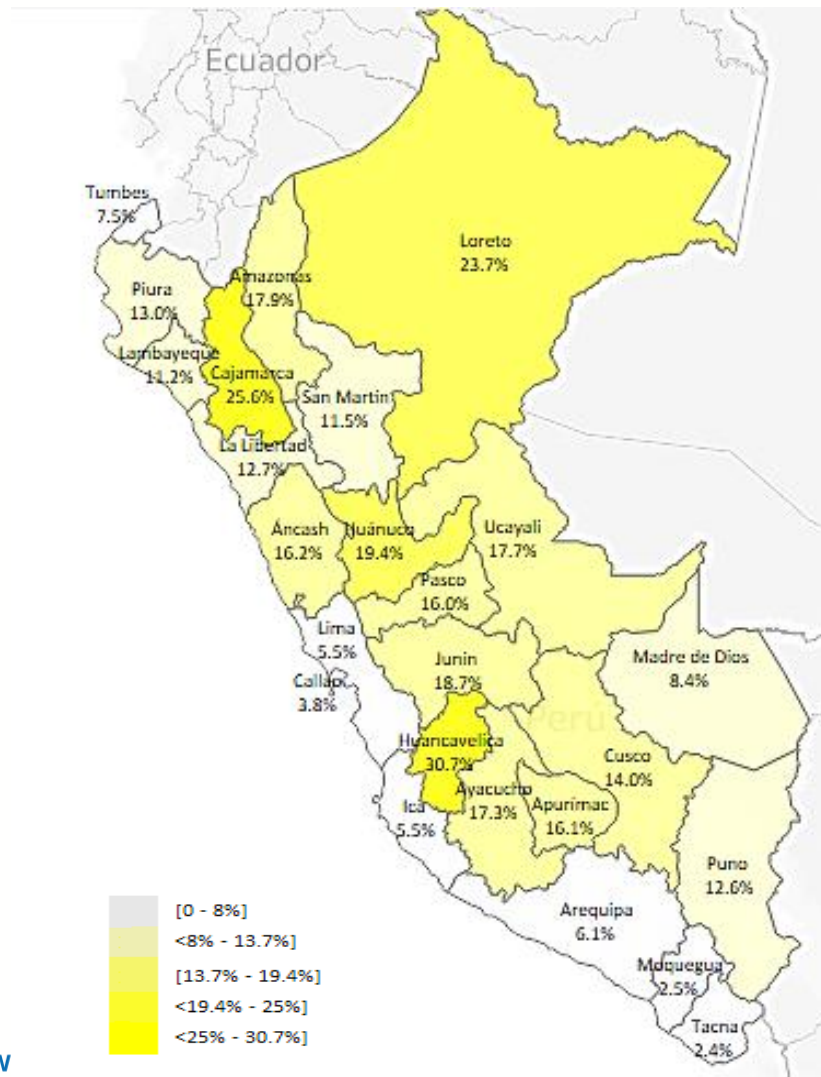 Ecuador
Tumbes
7.5%
Loreto
23.7%
Amazonas
17.9%
Piura
13.0%
Lambayeque
11.2%
Cajamarca
25.6%
San Martin
11.5%
La Libertad
12.7%
Áncash
16.2%
Huánuco
19.4%
Ucayali
17.7%
Pasco
16.0%
Lima
5.5%
Junin
18.7%
Madre de Dios
8.4%
Callao
3.8%
Perú
Huancavelica
30.7%
Cusco
14.0%
Ayacucho
17.3%
Apurímac
16.1%
Ica
5.5%
Puno
12.6%
Arequipa
6.1%
Moquegua
2.5%
Tacna
2.4%
[0 - 8%]
<8% - 13.7%]
[13.7% - 19.4%]
<19.4% - 25%]
<25% - 30.7%]
w